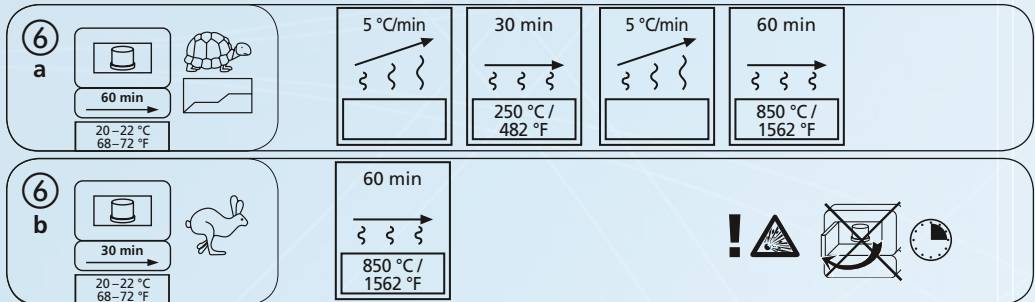 6
a
60 min
20–22 °C
68–72 °F
5 °C/min
30 min
250 °C /
482 °F
5 °C/min
60 min
850 °C /
1562 °F
6
b
30 min
20–22 °C
68–72 °F
60 min
850 °C /
1562 °F
!